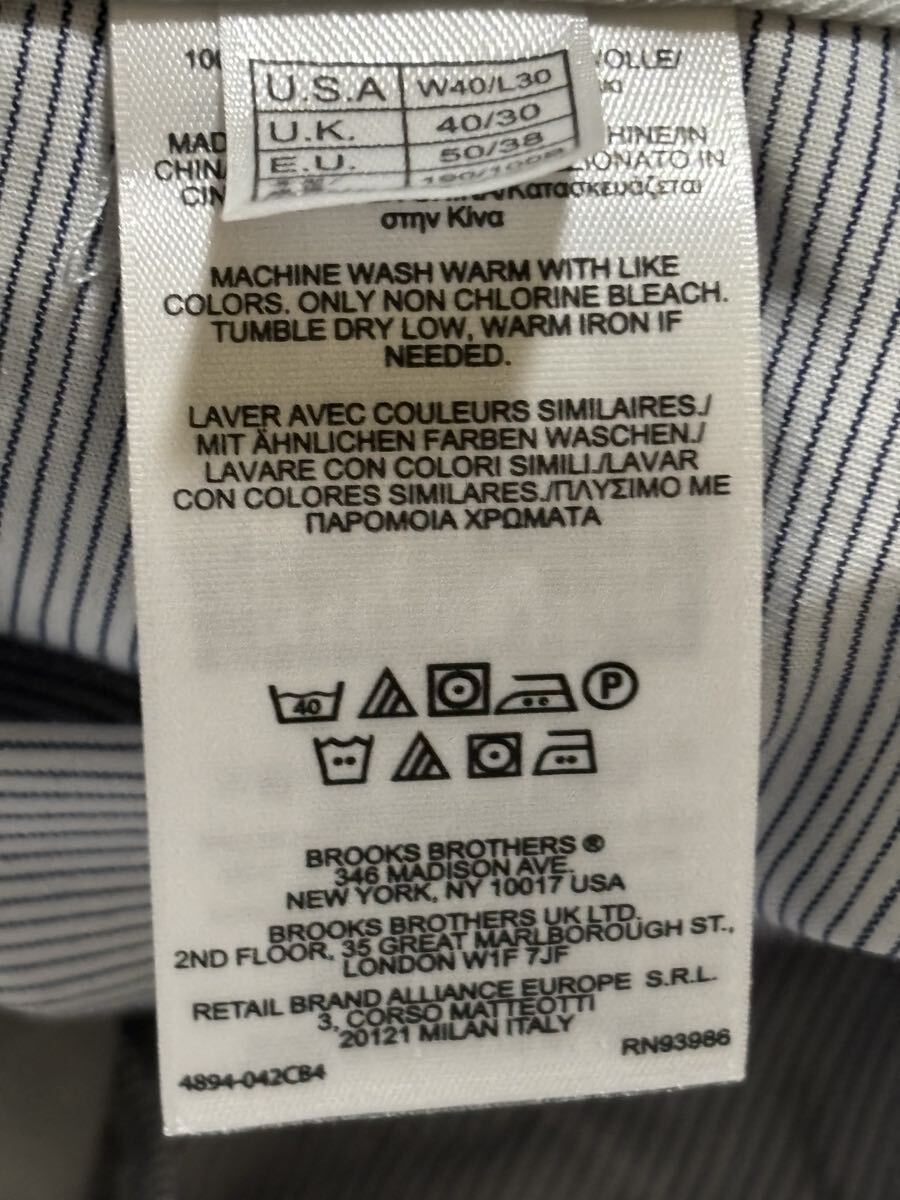 OLLE/
U.S.A W40/L30
U.K. 40/30
E.U. 50/38
MAD HINE/IN
CHINA ONATO IN
CIN Κατασκευάζεται
στην Κίνα
MACHINE WASH WARM WITH LIKE
COLORS. ONLY NON CHLORINE BLEACH.
TUMBLE DRY LOW, WARM IRON IF
NEEDED.
LAVER AVEC COULEURS SIMILAIRES./
MIT ÄHNLICHEN FARBEN WASCHEN./
LAVARE CON COLORI SIMILI./LAVAR
CON COLORES SIMILARES./ΠΛΥΣΙΜΟ ΜΕ
ΠΑΡΟΜΟΙΑ ΧΡΩΜΑΤΑ
40 P
BROOKS BROTHERS ®
346 MADISON AVE.
NEW YORK, NY 10017 USA
BROOKS BROTHERS UK LTD.
2ND FLOOR, 35 GREAT MARLBOROUGH ST.,
LONDON W1F 7JF
RETAIL BRAND ALLIANCE EUROPE S.R.L.
3, CORSO MATTEOTTI
20121 MILAN ITALY
RN93986
4894-042CB4